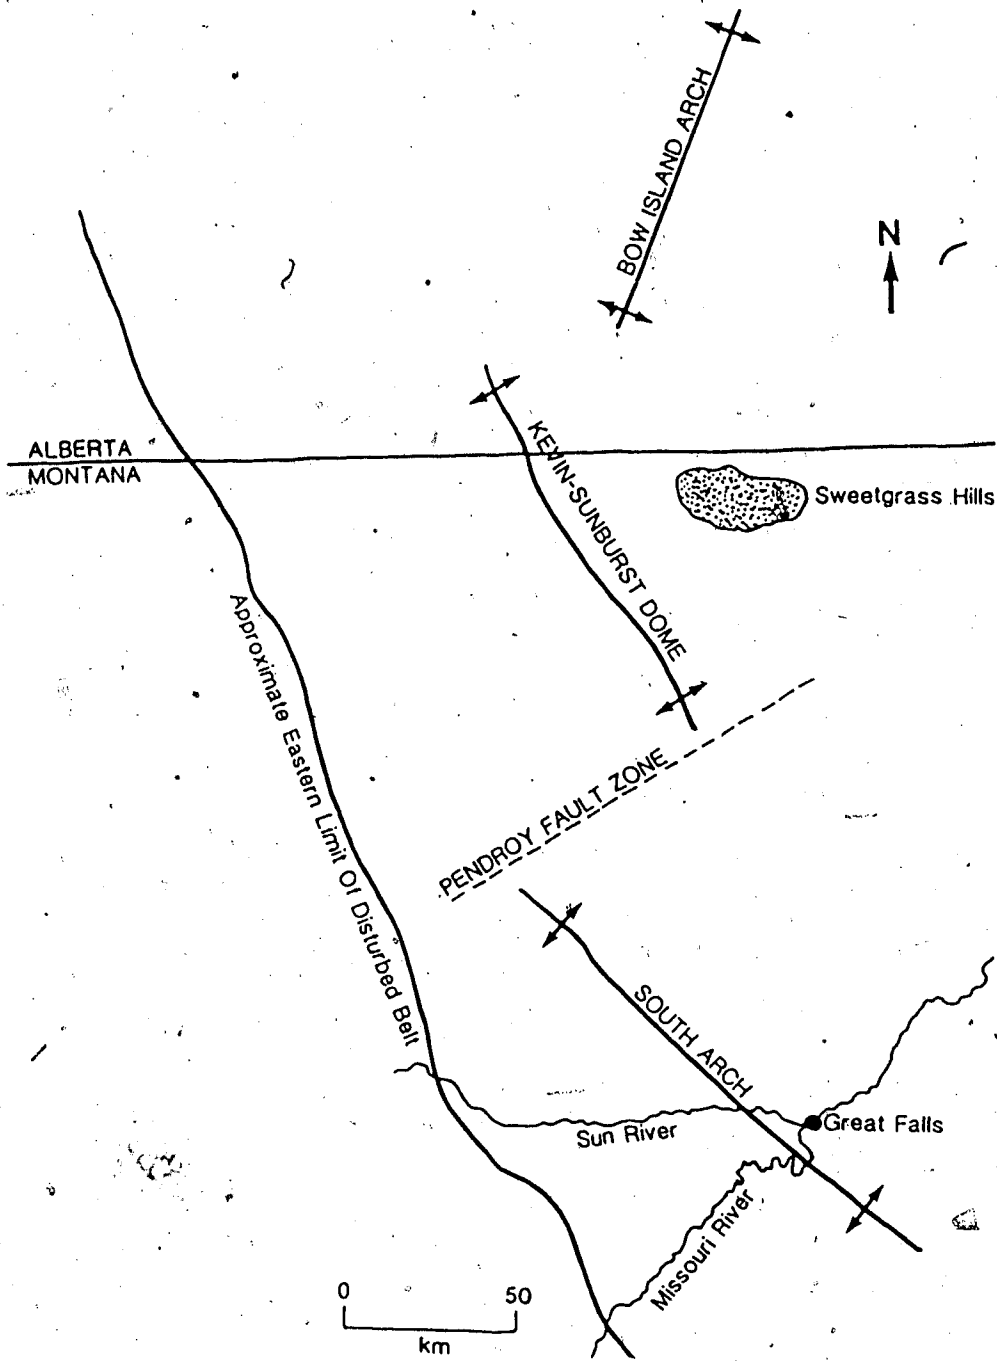 BOW ISLAND ARCH
N
ALBERTA
MONTANA
KEVIN-SUNBURST DOME
Sweetgrass Hills
Approximate Eastern Limit Of Disturbed Belt
PENDROY FAULT ZONE
SOUTH ARCH
Great Falls
Sun River
Missouri River
0 50
km